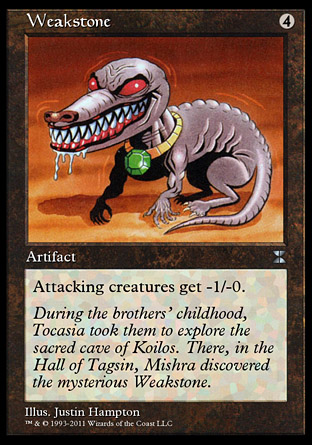 Weakstone
4
Artifact
Attacking creatures get -1/-0.
During the brothers' childhood,
Tocasia took them to explore the
sacred cave of Koilos. There, in the
Hall of Tagsin, Mishra discovered
the mysterious Weakstone.
Illus. Justin Hampton
™ & © 1993-2011 Wizards of the Coast LLC